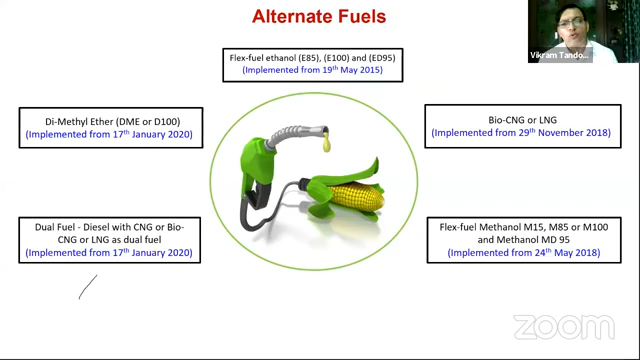 Alternate Fuels
Vikram Tando...
Flex-fuel ethanol (E85), (E100) and (ED95)
(Implemented from 19th May 2015)
Di-Methyl Ether (DME or D100)
(Implemented from 17th January 2020)
Bio-CNG or LNG
(Implemented from 29th November 2018)
Dual Fuel - Diesel with CNG or Bio-
CNG or LNG as dual fuel
(Implemented from 17th January 2020)
Flex-fuel Methanol M15, M85 or M100
and Methanol MD 95
(Implemented from 24th May 2018)
zoom